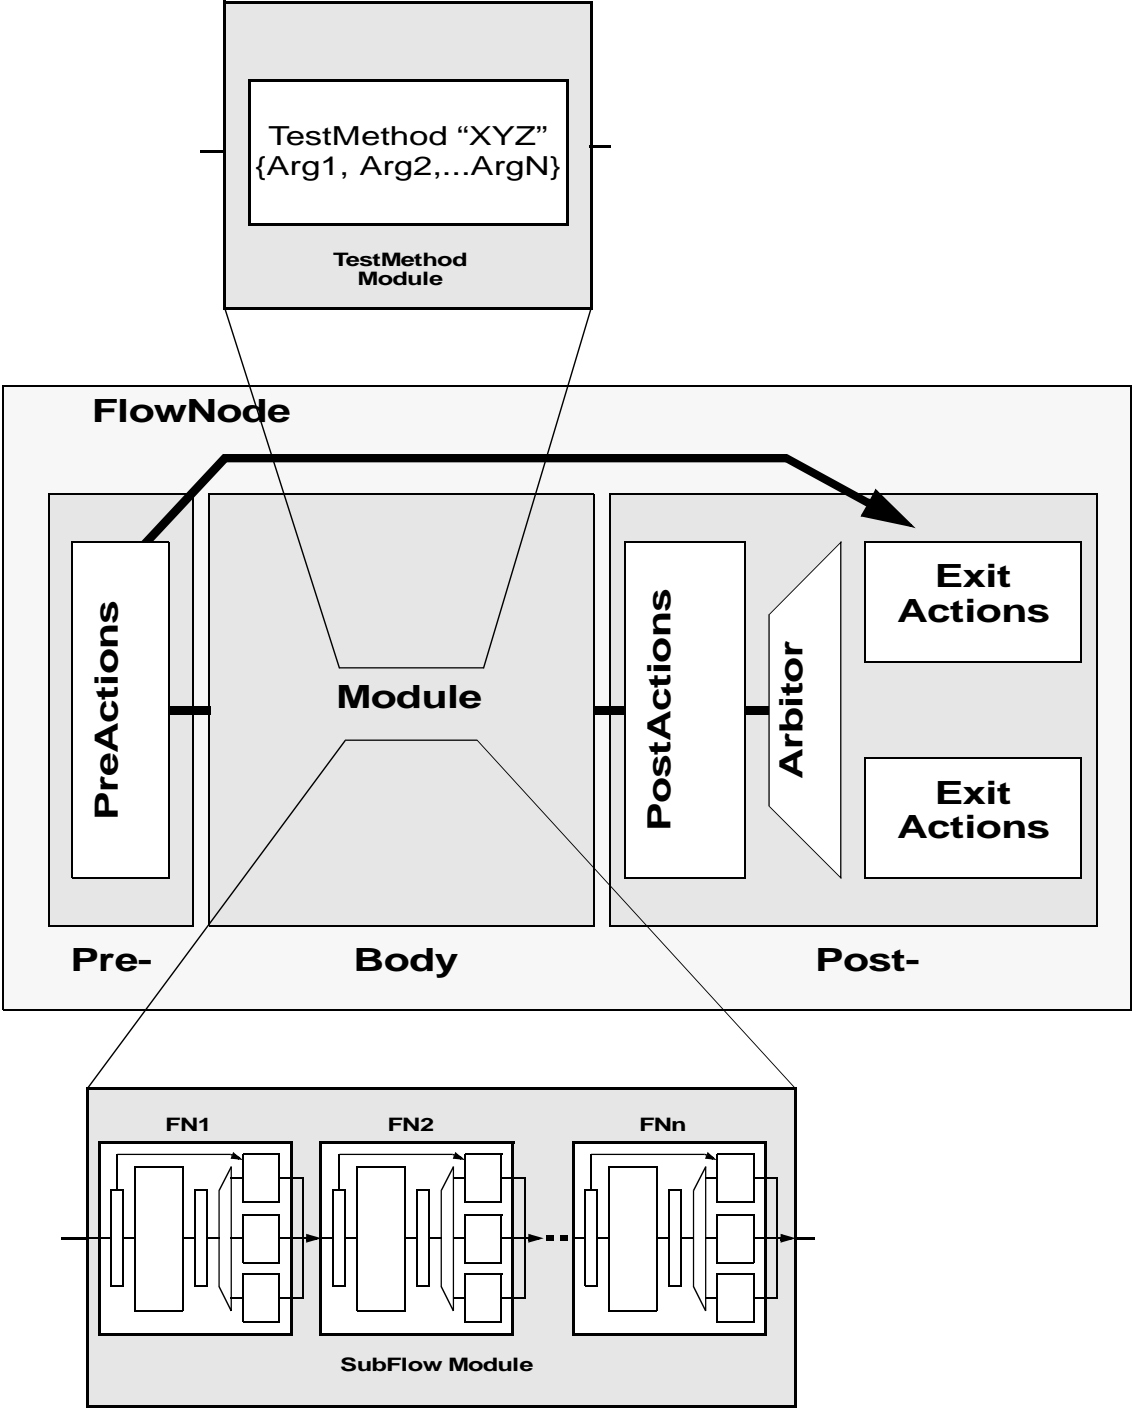 TestMethod “XYZ”
{Arg1, Arg2,...ArgN}
TestMethod
Module
FlowNode
PreActions
Module
PostActions
Arbitor
Exit
Actions
Exit
Actions
Pre-
Body
Post-
FN1
FN2
FNn
SubFlow Module